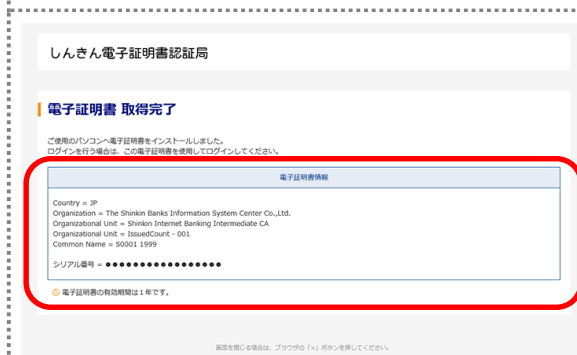 しんきん電子証明書認証局
電子証明書 取得完了
ご使用のパソコンへ電子証明書をインストールしました。
ログインを行う場合は、この電子証明書を使用してログインしてください。
電子証明書情報
Country = JP
Organization = The Shinkin Banks Information System Center Co.,Ltd.
Organizational Unit = Shinkin Internet Banking Intermediate CA
Organizational Unit = IssuedCount - 001
Common Name = S0001 1999
シリアル番号 = ●●●●●●●●●●●●●●●●●
電子証明書の有効期間は1年です。
画面を閉じる場合は、ブラウザの「×」ボタンを押してください。